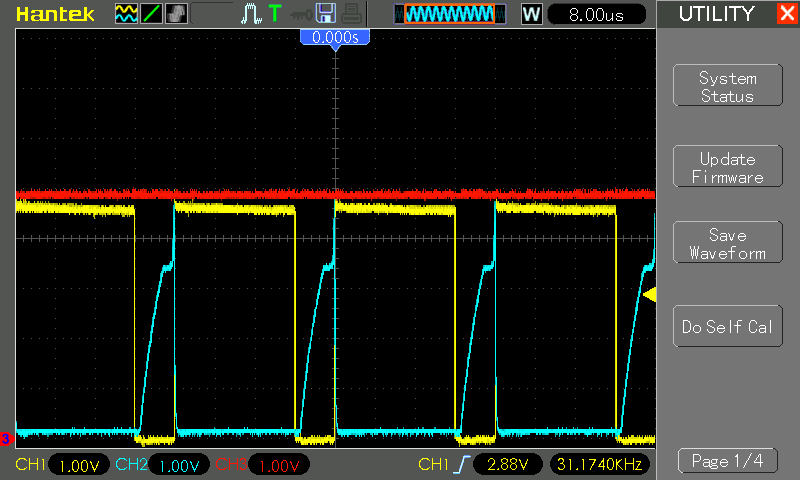 Hantek
T
W
8.00us
UTILITY
0.000s
System
Status
Update
Firmware
Save
Waveform
Do Self Cal
3
CH1 1.00V CH2 1.00V CH3 1.00V CH1 2.88V 31.1740KHz
Page 1/4